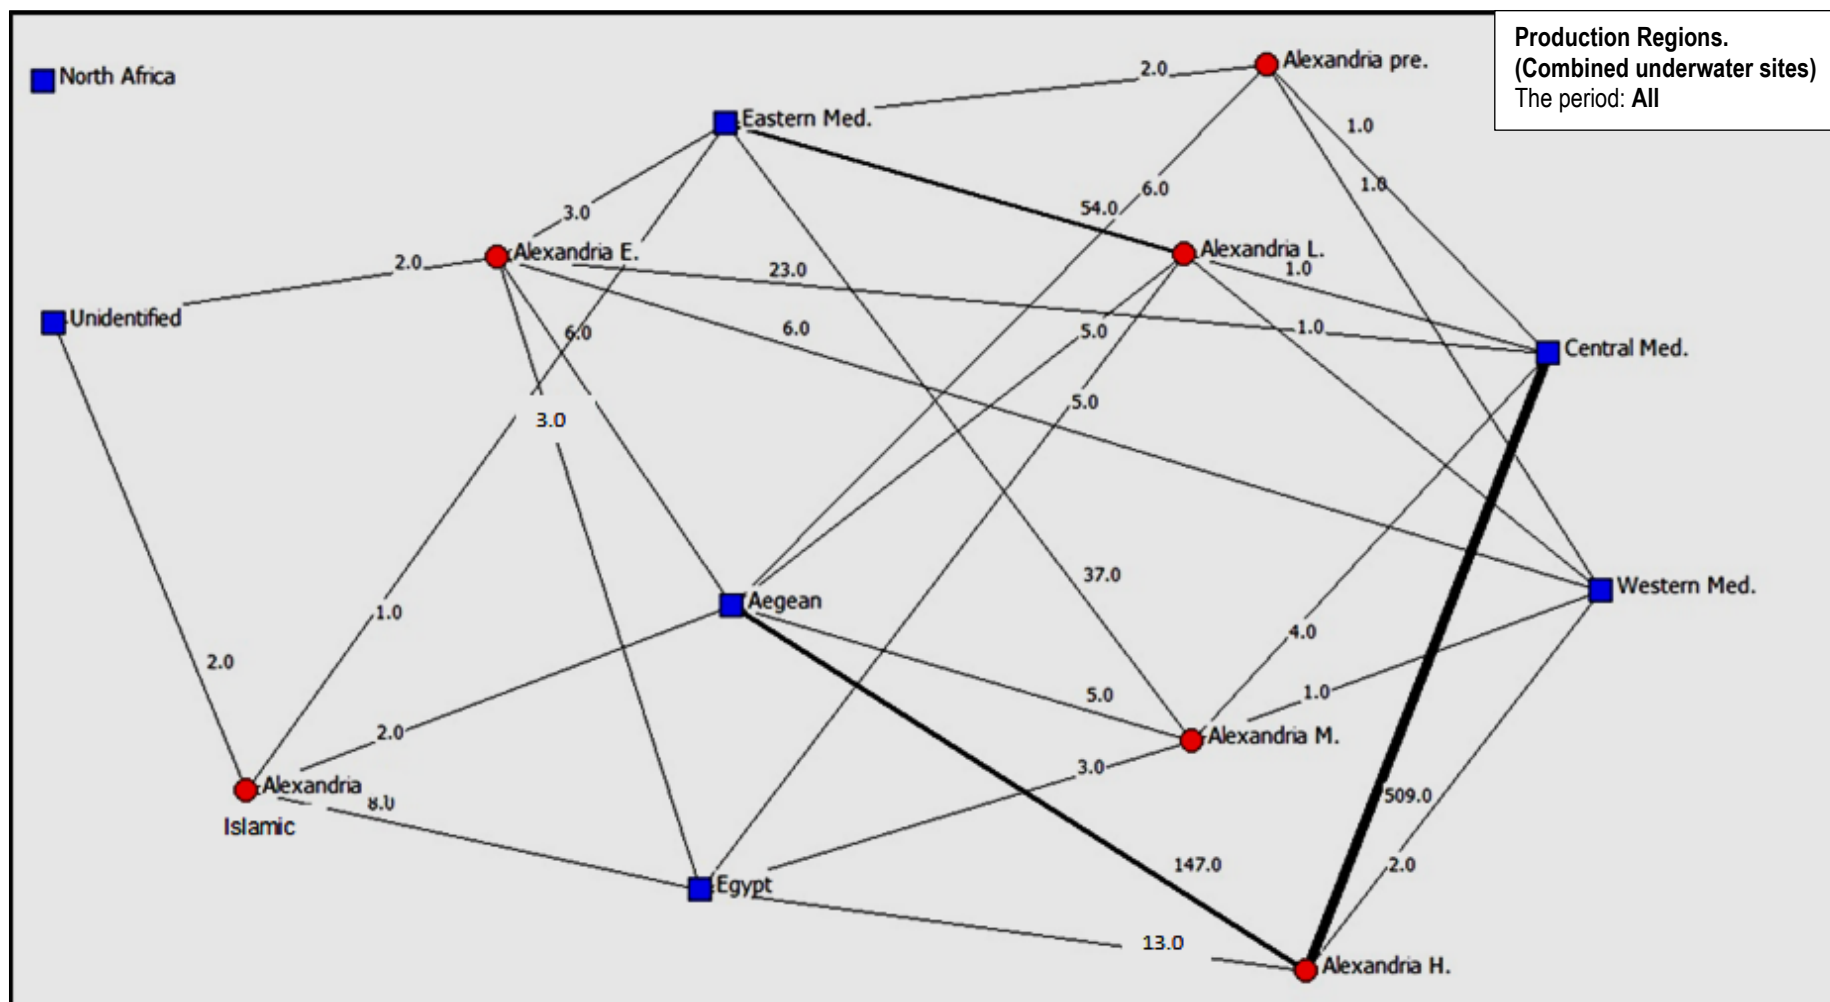 Production Regions.
(Combined underwater sites)
The period: All
Alexandria pre.
2.0
North Africa
Eastern Med.
1.0
1.0
6.0
54.0
3.0
Alexandria E.
Alexandria L.
2.0
23.0
1.0
Unidentified
6.0
6.0
5.0
1.0
Central Med.
5.0
3.0
37.0
Western Med.
Aegean
1.0
4.0
2.0
5.0
1.0
2.0
Alexandria M.
3.0
Alexandria
Islamic
8.0
509.0
147.0
2.0
Egypt
13.0
Alexandria H.